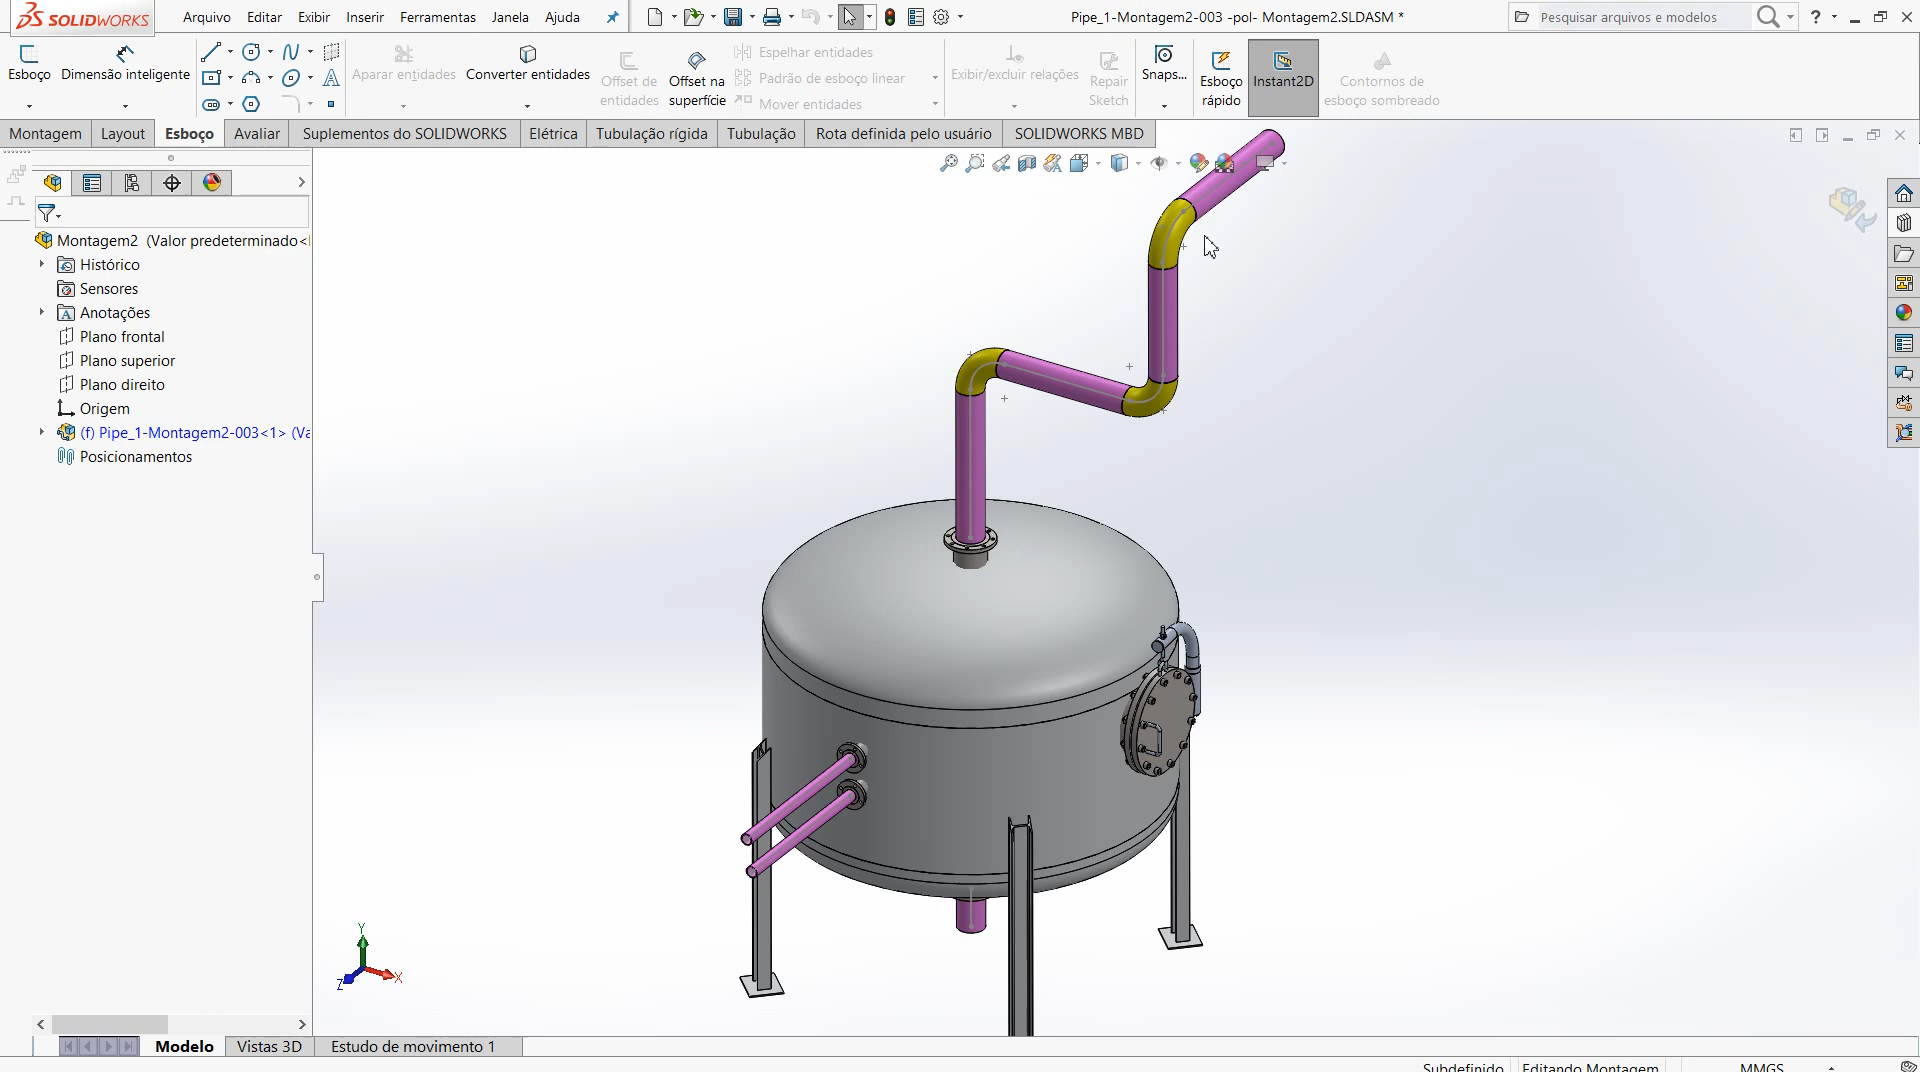 SOLIDWORKS
Arquivo Editar Exibir Inserir Ferramentas Janela Ajuda
Pipe_1-Montagem2-003 -pol- Montagem2.SLDASM *
Pesquisar arquivos e modelos
?
Esboço
Dimensão inteligente
Aparar entidades
Converter entidades
Offset de entidades
Offset na superfície
Espelhar entidades
Padrão de esboço linear
Mover entidades
Exibir/excluir relações
Repair Sketch
Snaps...
Esboço rápido
Instant2D
Contornos de esboço sombreado
Montagem Layout Esboço Avaliar Suplementos do SOLIDWORKS Elétrica Tubulação rígida Tubulação Rota definida pelo usuário SOLIDWORKS MBD
Montagem2 (Valor predeterminado<
Histórico
Sensores
Anotações
Plano frontal
Plano superior
Plano direito
Origem
(f) Pipe_1-Montagem2-003<1> (Va
Posicionamentos
Y
X
Z
Modelo Vistas 3D Estudo de movimento 1
Subdefinido Editando Montagem MMGS